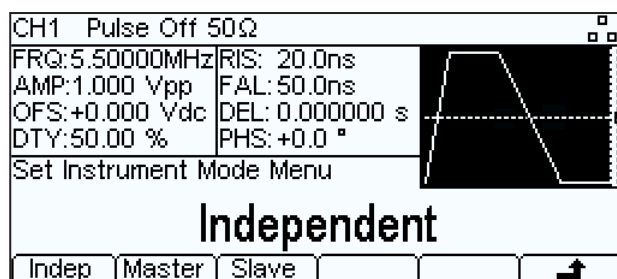 CH1 Pulse Off 50Ω
FRQ:5.50000MHz RIS: 20.0ns
AMP:1.000 Vpp FAL: 50.0ns
OFS:+0.000 Vdc DEL: 0.000000 s
DTY:50.00 % PHS: +0.0 °
Set Instrument Mode Menu
Independent
Indep Master Slave